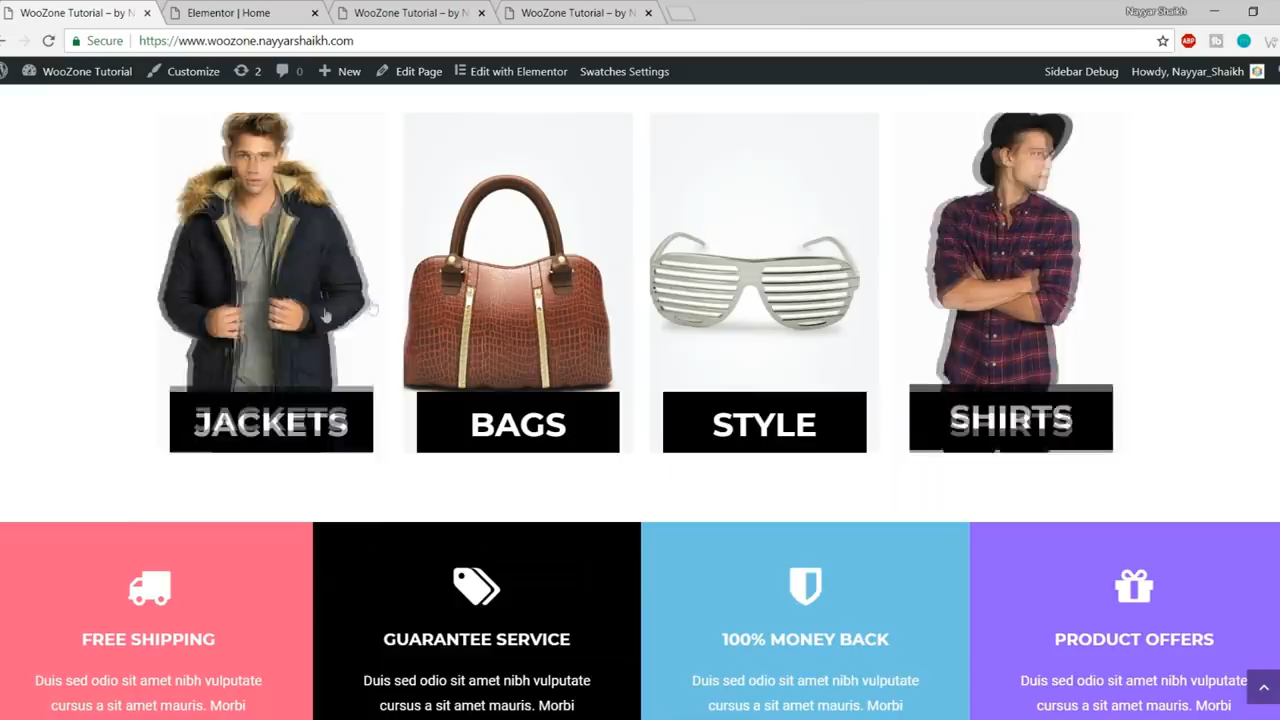 WooZone Tutorial – by N
Elementor | Home
WooZone Tutorial – by N
WooZone Tutorial – by N
Nayyar Shaikh
Secure
https://www.woozone.nayyarshaikh.com
ABP
WooZone Tutorial
Customize
2
0
New
Edit Page
Edit with Elementor
Swatches Settings
Sidebar Debug
Howdy, Nayyar_Shaikh
JACKETS
BAGS
STYLE
SHIRTS
FREE SHIPPING
GUARANTEE SERVICE
100% MONEY BACK
PRODUCT OFFERS
Duis sed odio sit amet nibh vulputate
cursus a sit amet mauris. Morbi
Duis sed odio sit amet nibh vulputate
cursus a sit amet mauris. Morbi
Duis sed odio sit amet nibh vulputate
cursus a sit amet mauris. Morbi
Duis sed odio sit amet nibh vulputate
cursus a sit amet mauris. Morbi